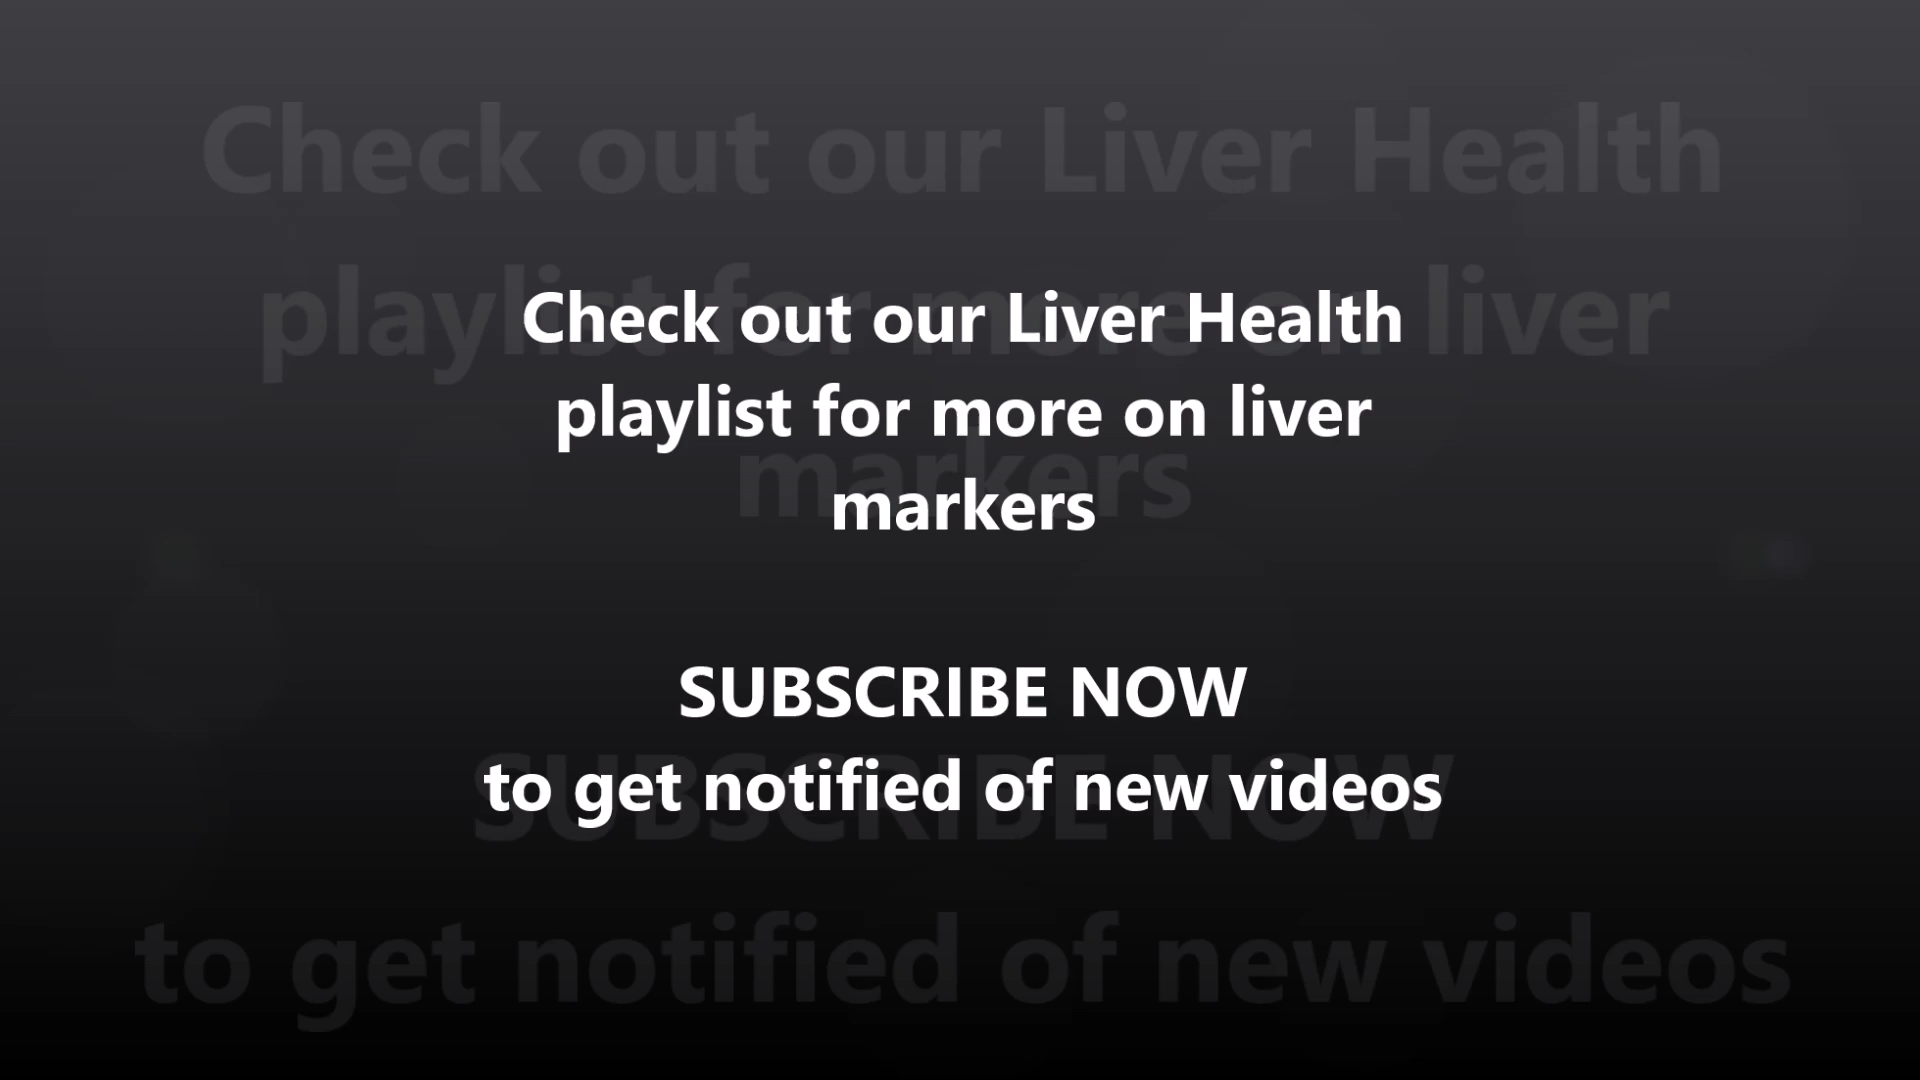 Check out our Liver Health
playlist for more on liver
markers
SUBSCRIBE NOW
to get notified of new videos